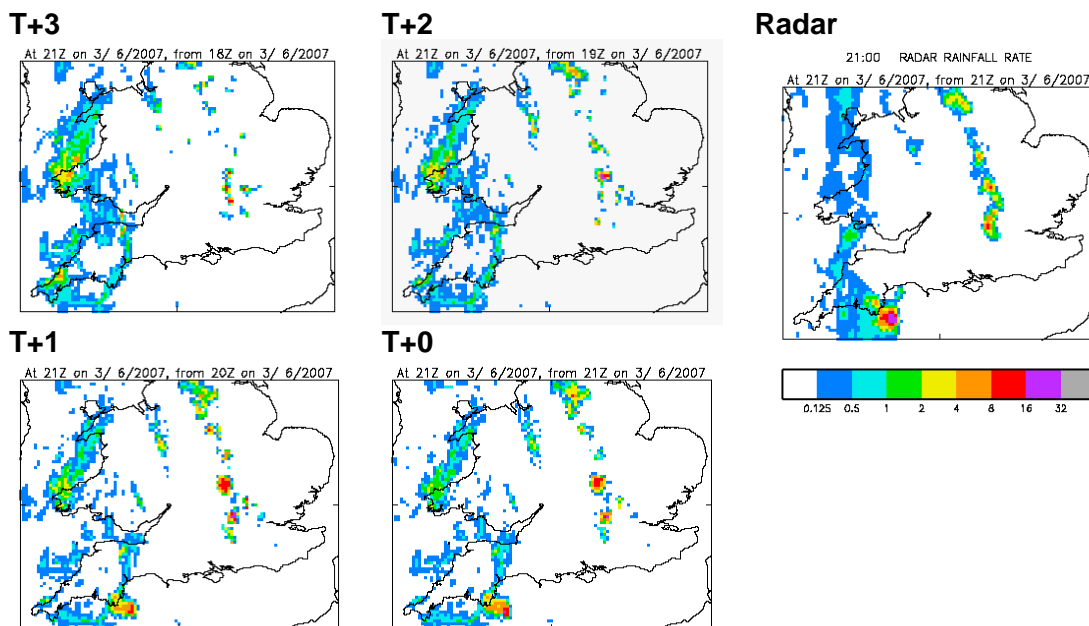 T+3
At 21Z on 3/ 6/2007, from 18Z on 3/ 6/2007
T+2
At 21Z on 3/ 6/2007, from 19Z on 3/ 6/2007
Radar
21:00 RADAR RAINFALL RATE
At 21Z on 3/ 6/2007, from 21Z on 3/ 6/2007
T+1
At 21Z on 3/ 6/2007, from 20Z on 3/ 6/2007
T+0
At 21Z on 3/ 6/2007, from 21Z on 3/ 6/2007
0.125 0.5 1 2 4 8 16 32